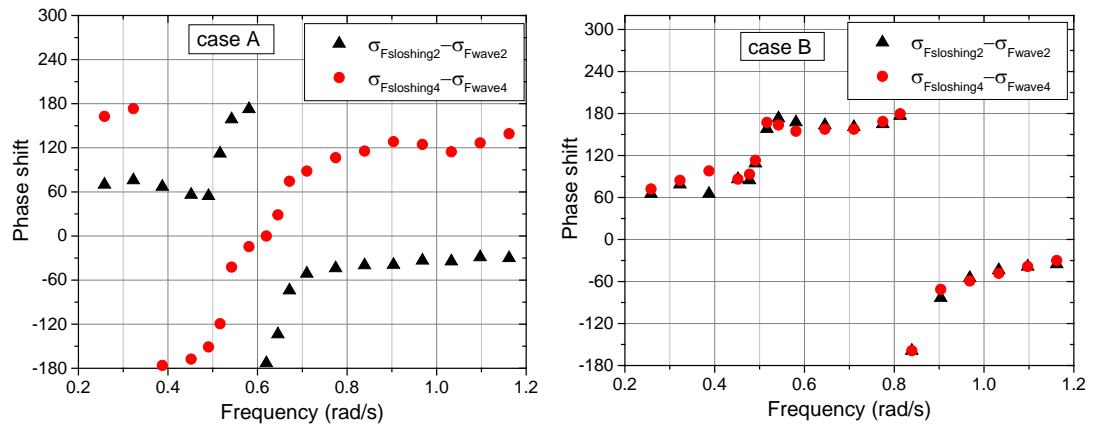 case A
σFsloshing2−σFwave2
σFsloshing4−σFwave4
300
240
180
120
60
0
-60
-120
-180
Phase shift
0.2 0.4 0.6 0.8 1.0 1.2
Frequency (rad/s)
case B
σFsloshing2−σFwave2
σFsloshing4−σFwave4
300
240
180
120
60
0
-60
-120
-180
Phase shift
0.2 0.4 0.6 0.8 1.0 1.2
Frequency (rad/s)